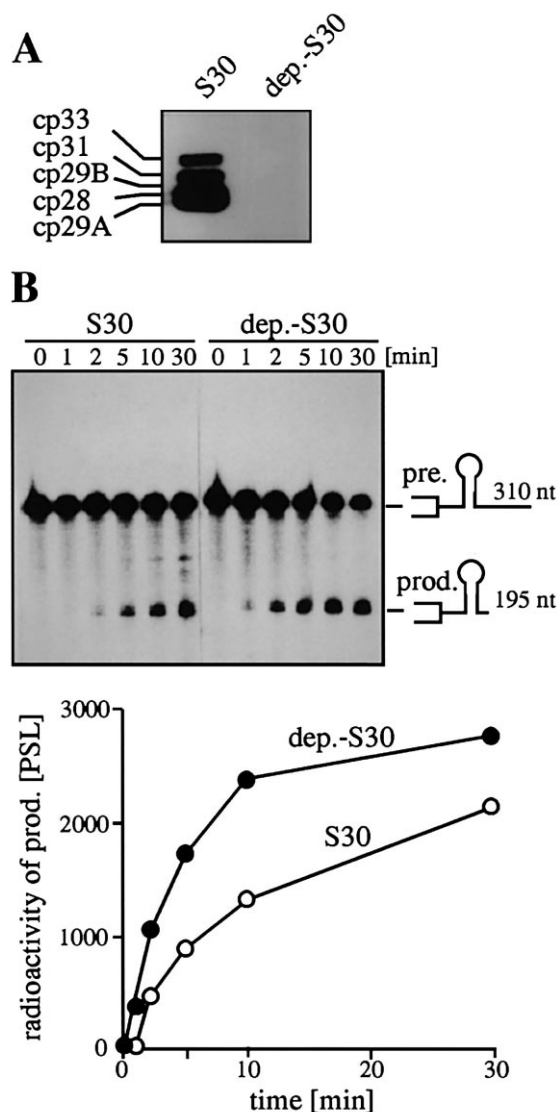 A
S30 dep.-S30
cp33
cp31
cp29B
cp28
cp29A
B
S30 dep.-S30
0 1 2 5 10 30 0 1 2 5 10 30 [min]
pre. 310 nt
prod. 195 nt
3000
2000
1000
0
radioactivity of prod. [PSL]
dep.-S30
S30
0 10 20 30
time [min]